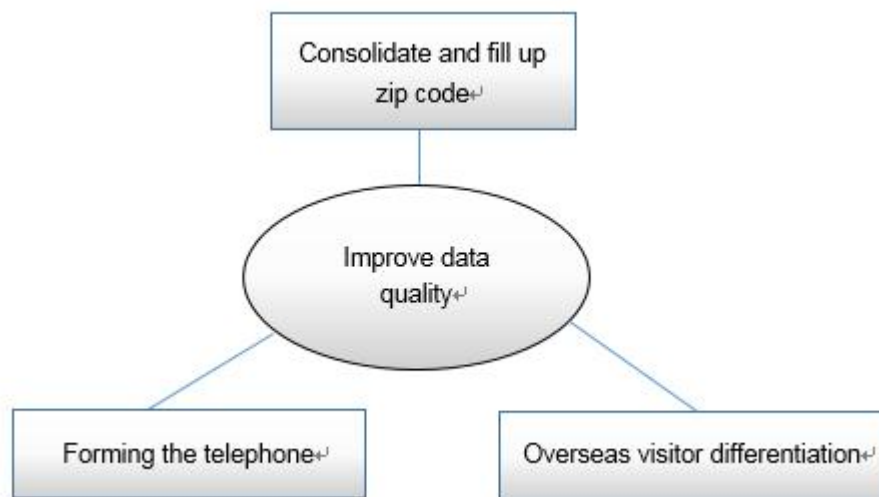 Consolidate and fill up
zip code↵
Improve data
quality↵
Forming the telephone↵
Overseas visitor differentiation↵